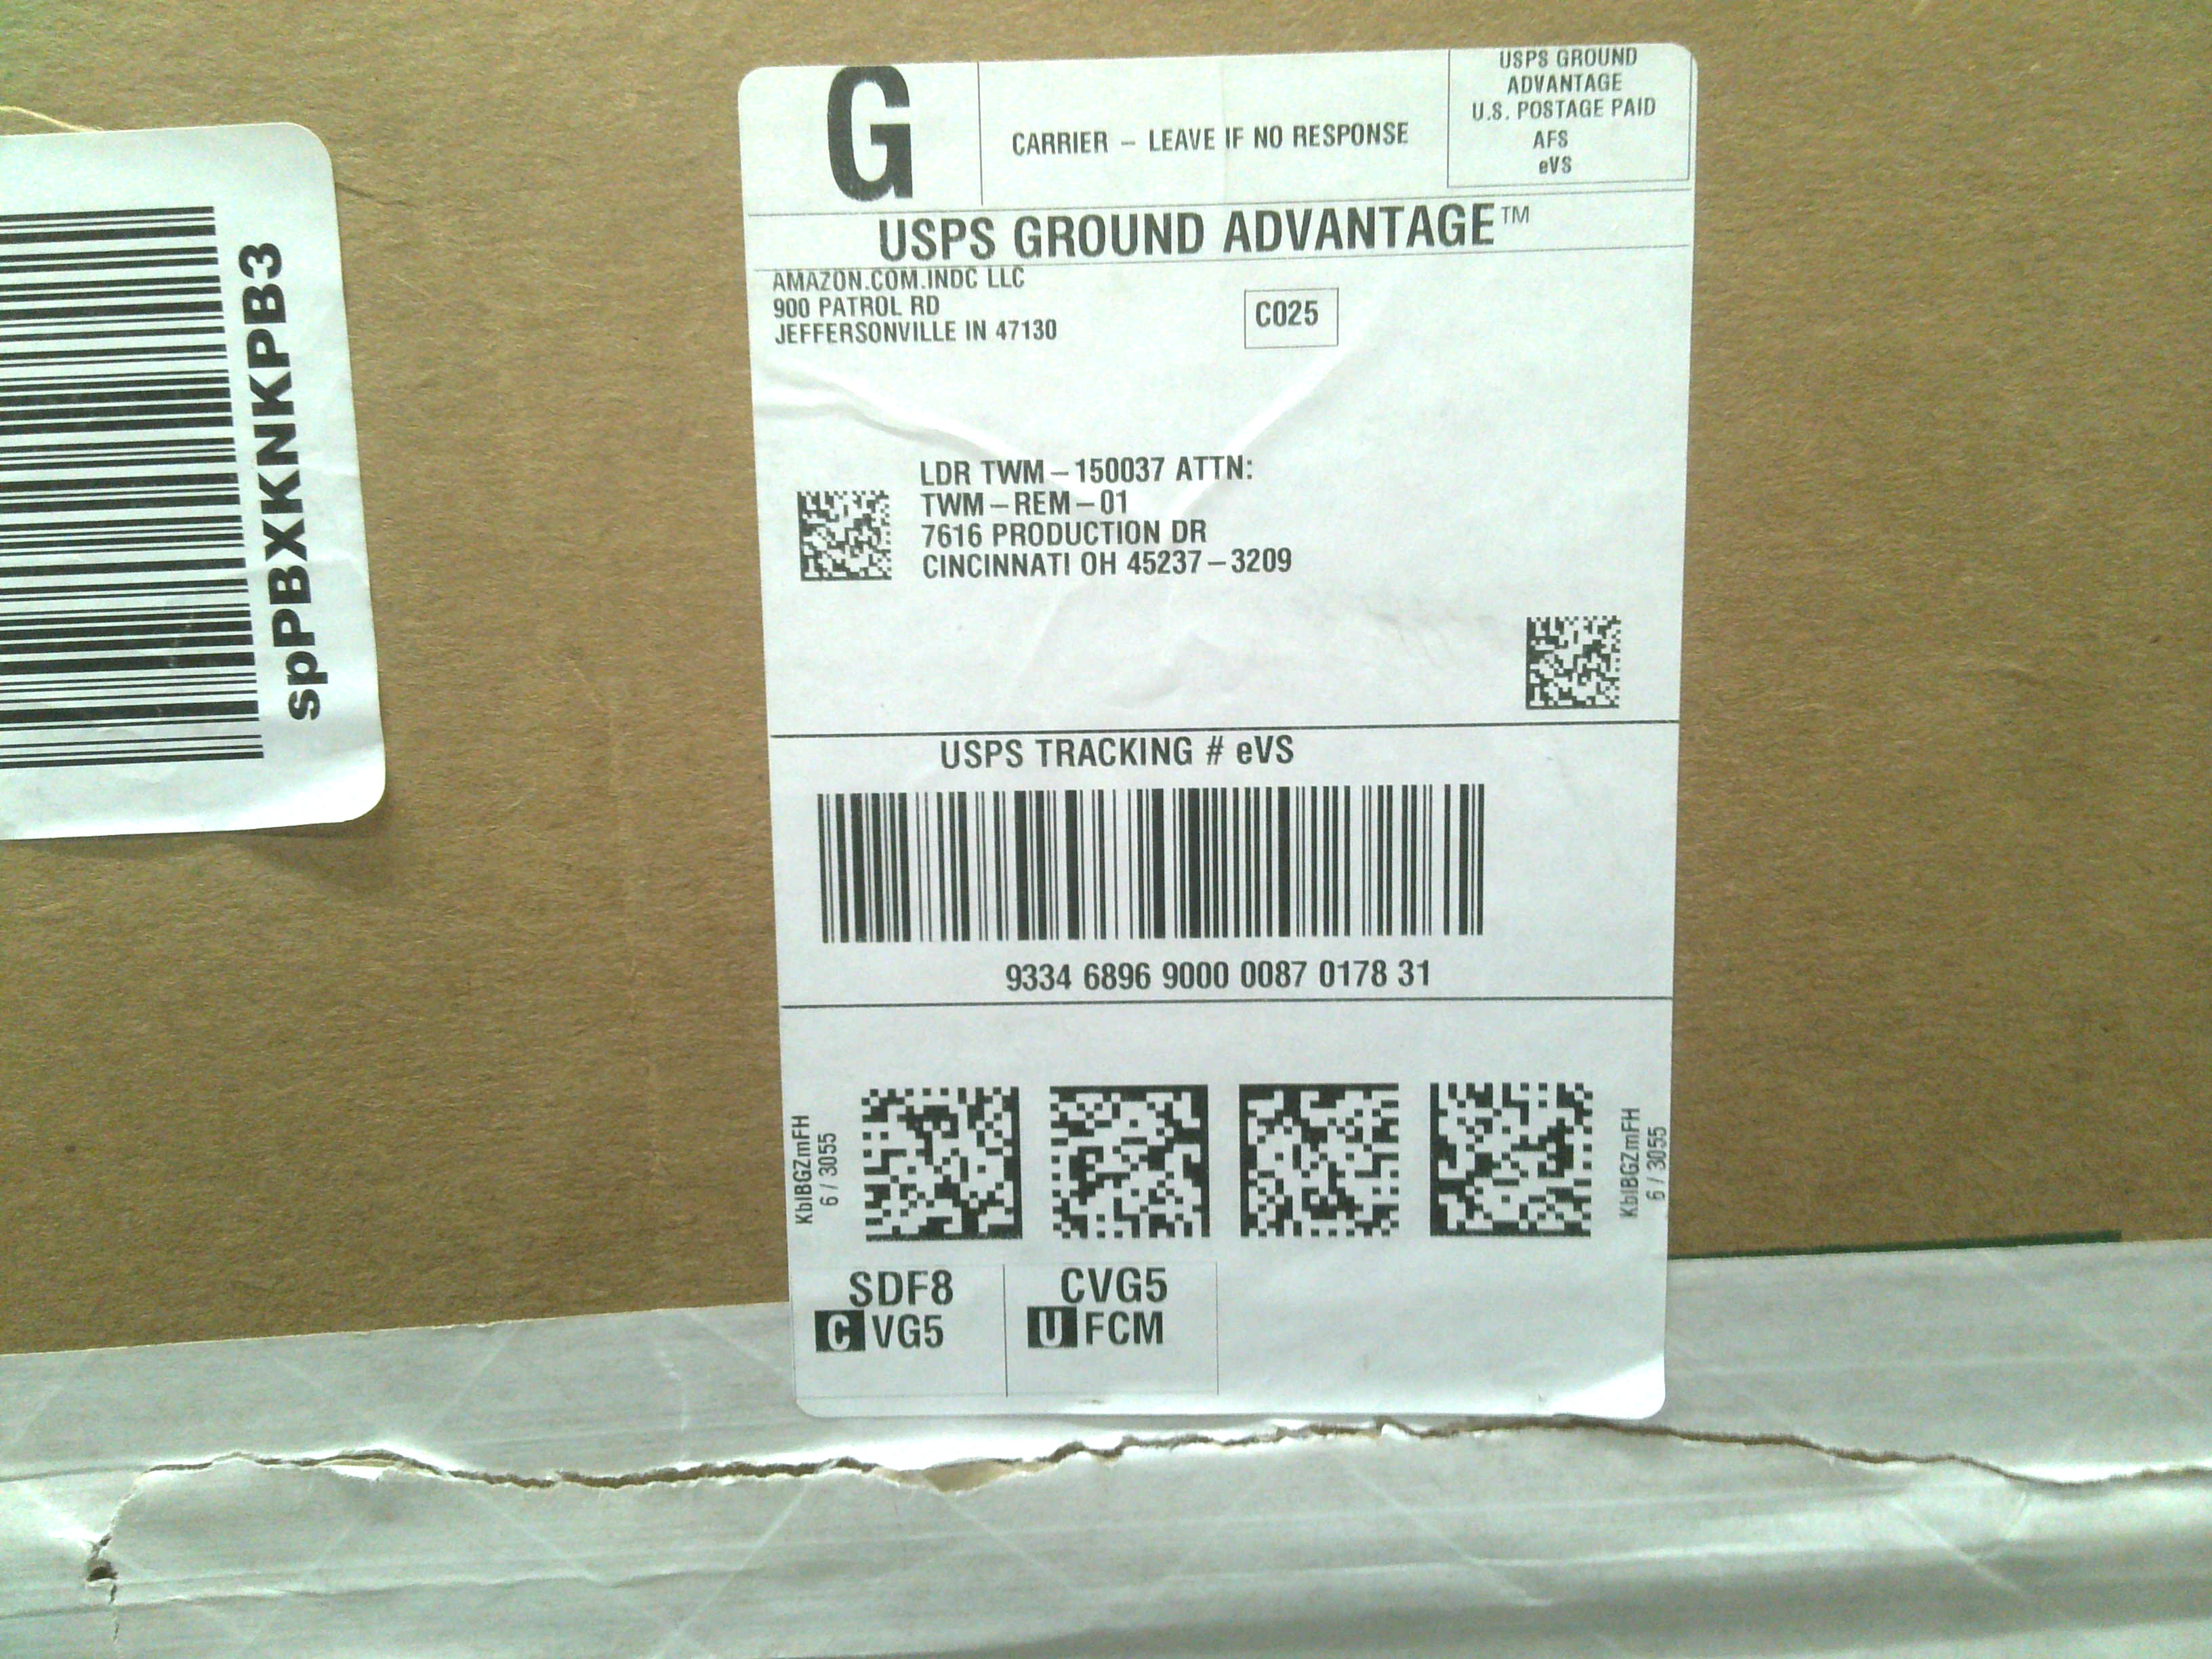 spPBXKNKPB3
G
CARRIER – LEAVE IF NO RESPONSE
USPS GROUND
ADVANTAGE
U.S. POSTAGE PAID
AFS
eVS
USPS GROUND ADVANTAGE™
AMAZON.COM.INDC LLC
900 PATROL RD
JEFFERSONVILLE IN 47130
C025
LDR TWM–150037 ATTN:
TWM–REM–01
7616 PRODUCTION DR
CINCINNATI OH 45237–3209
USPS TRACKING # eVS
9334 6896 9000 0087 0178 31
KbIBGZmFH
6 / 3055
KbIBGZmFH
6 / 3055
SDF8
CVG5
CVG5
UFCM